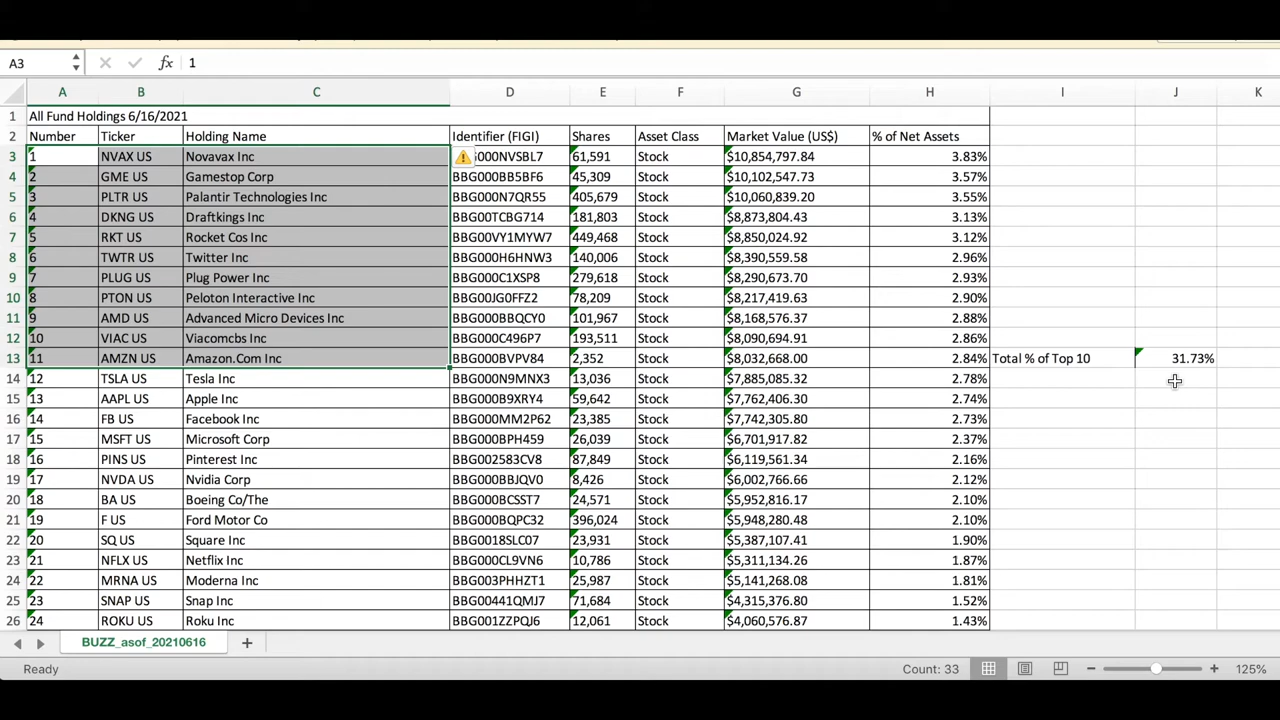 A3 fx 1
A B C D E F G H I J K
1 All Fund Holdings 6/16/2021
2 Number Ticker Holding Name Identifier (FIGI) Shares Asset Class Market Value (US$) % of Net Assets
3 1 NVAX US Novavax Inc 000NVSBL7 61,591 Stock $10,854,797.84 3.83%
4 2 GME US Gamestop Corp BBG000BB5BF6 45,309 Stock $10,102,547.73 3.57%
5 3 PLTR US Palantir Technologies Inc BBG000N7QR55 405,679 Stock $10,060,839.20 3.55%
6 4 DKNG US Draftkings Inc BBG00TCBG714 181,803 Stock $8,873,804.43 3.13%
7 5 RKT US Rocket Cos Inc BBG00VY1MYW7 449,468 Stock $8,850,024.92 3.12%
8 6 TWTR US Twitter Inc BBG000H6HNW3 140,006 Stock $8,390,559.58 2.96%
9 7 PLUG US Plug Power Inc BBG000C1XSP8 279,618 Stock $8,290,673.70 2.93%
10 8 PTON US Peloton Interactive Inc BBG00JG0FFZ2 78,209 Stock $8,217,419.63 2.90%
11 9 AMD US Advanced Micro Devices Inc BBG000BBQCY0 101,967 Stock $8,168,576.37 2.88%
12 10 VIAC US Viacomcbs Inc BBG000C496P7 193,511 Stock $8,090,694.91 2.86%
13 11 AMZN US Amazon.Com Inc BBG000BVPV84 2,352 Stock $8,032,668.00 2.84% Total % of Top 10 31.73%
14 12 TSLA US Tesla Inc BBG000N9MNX3 13,036 Stock $7,885,085.32 2.78%
15 13 AAPL US Apple Inc BBG000B9XRY4 59,642 Stock $7,762,406.30 2.74%
16 14 FB US Facebook Inc BBG000MM2P62 23,385 Stock $7,742,305.80 2.73%
17 15 MSFT US Microsoft Corp BBG000BPH459 26,039 Stock $6,701,917.82 2.37%
18 16 PINS US Pinterest Inc BBG002583CV8 87,849 Stock $6,119,561.34 2.16%
19 17 NVDA US Nvidia Corp BBG000BBJQV0 8,426 Stock $6,002,766.66 2.12%
20 18 BA US Boeing Co/The BBG000BCSST7 24,571 Stock $5,952,816.17 2.10%
21 19 F US Ford Motor Co BBG000BQPC32 396,024 Stock $5,948,280.48 2.10%
22 20 SQ US Square Inc BBG0018SLC07 23,931 Stock $5,387,107.41 1.90%
23 21 NFLX US Netflix Inc BBG000CL9VN6 10,786 Stock $5,311,134.26 1.87%
24 22 MRNA US Moderna Inc BBG003PHHZT1 25,987 Stock $5,141,268.08 1.81%
25 23 SNAP US Snap Inc BBG00441QMJ7 71,684 Stock $4,315,376.80 1.52%
26 24 ROKU US Roku Inc BBG001ZZPQJ6 12,061 Stock $4,060,576.87 1.43%
BUZZ_asof_20210616 +
Ready Count: 33 125%